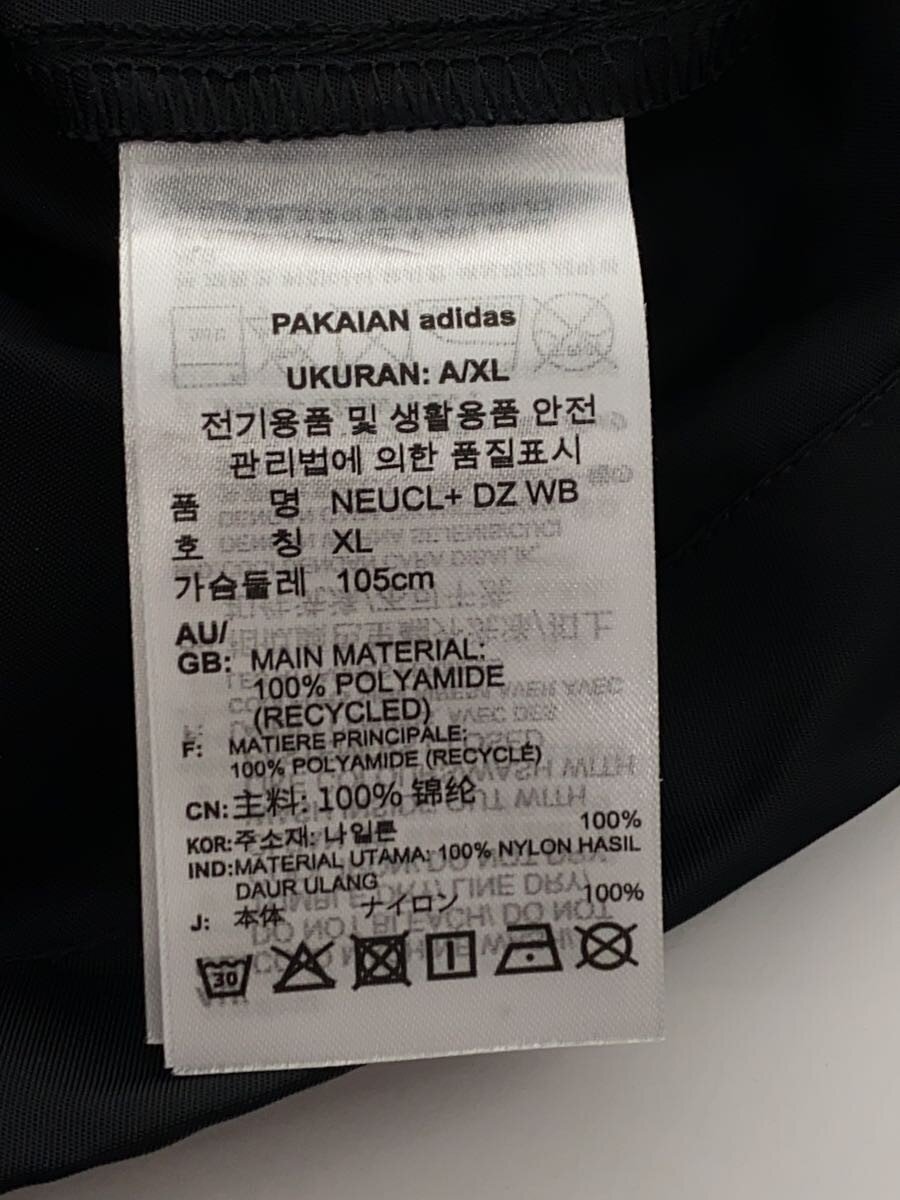 PAKAIAN adidas
UKURAN: A/XL
전기용품 및 생활용품 안전
관리법에 의한 품질표시
품 명 NEUCL+ DZ WB
호 칭 XL
가슴둘레 105cm
AU/
GB: MAIN MATERIAL:
100% POLYAMIDE
(RECYCLED)
F: MATIERE PRINCIPALE:
100% POLYAMIDE (RECYCLÉ)
CN: 主料: 100% 锦纶
KOR: 주소재: 나일론 100%
IND: MATERIAL UTAMA: 100% NYLON HASIL
DAUR ULANG
J: 本体 ナイロン 100%
30